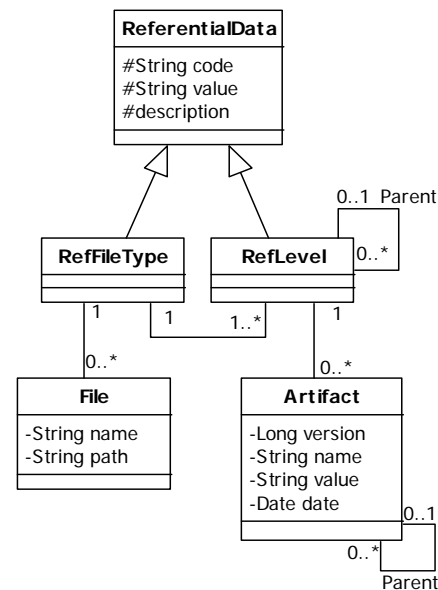 ReferentialData
#String code
#String value
#description
0..1 Parent
RefFileType
RefLevel
0..*
1
1
1..*
1
0..*
0..*
File
-String name
-String path
Artifact
-Long version
-String name
-String value
-Date date
0..1
0..*
Parent